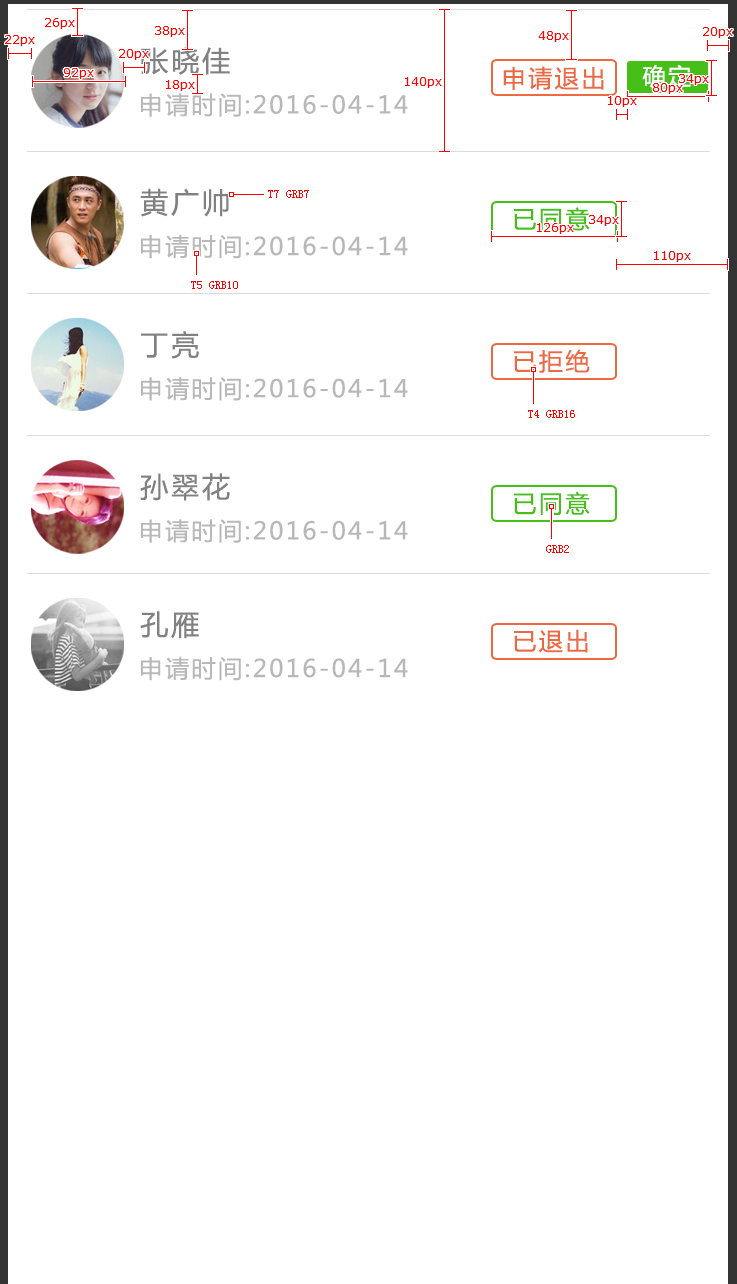 26px
38px
48px
20px
22px
20px
张晓佳
92px
18px
140px
申请退出
确定
34px
80px
10px
申请时间:2016-04-14
黄广帅
T7 GRB7
已同意
34px
126px
申请时间:2016-04-14
110px
T5 GRB10
丁亮
已拒绝
申请时间:2016-04-14
T4 GRB16
孙翠花
已同意
申请时间:2016-04-14
GRB2
孔雁
已退出
申请时间:2016-04-14